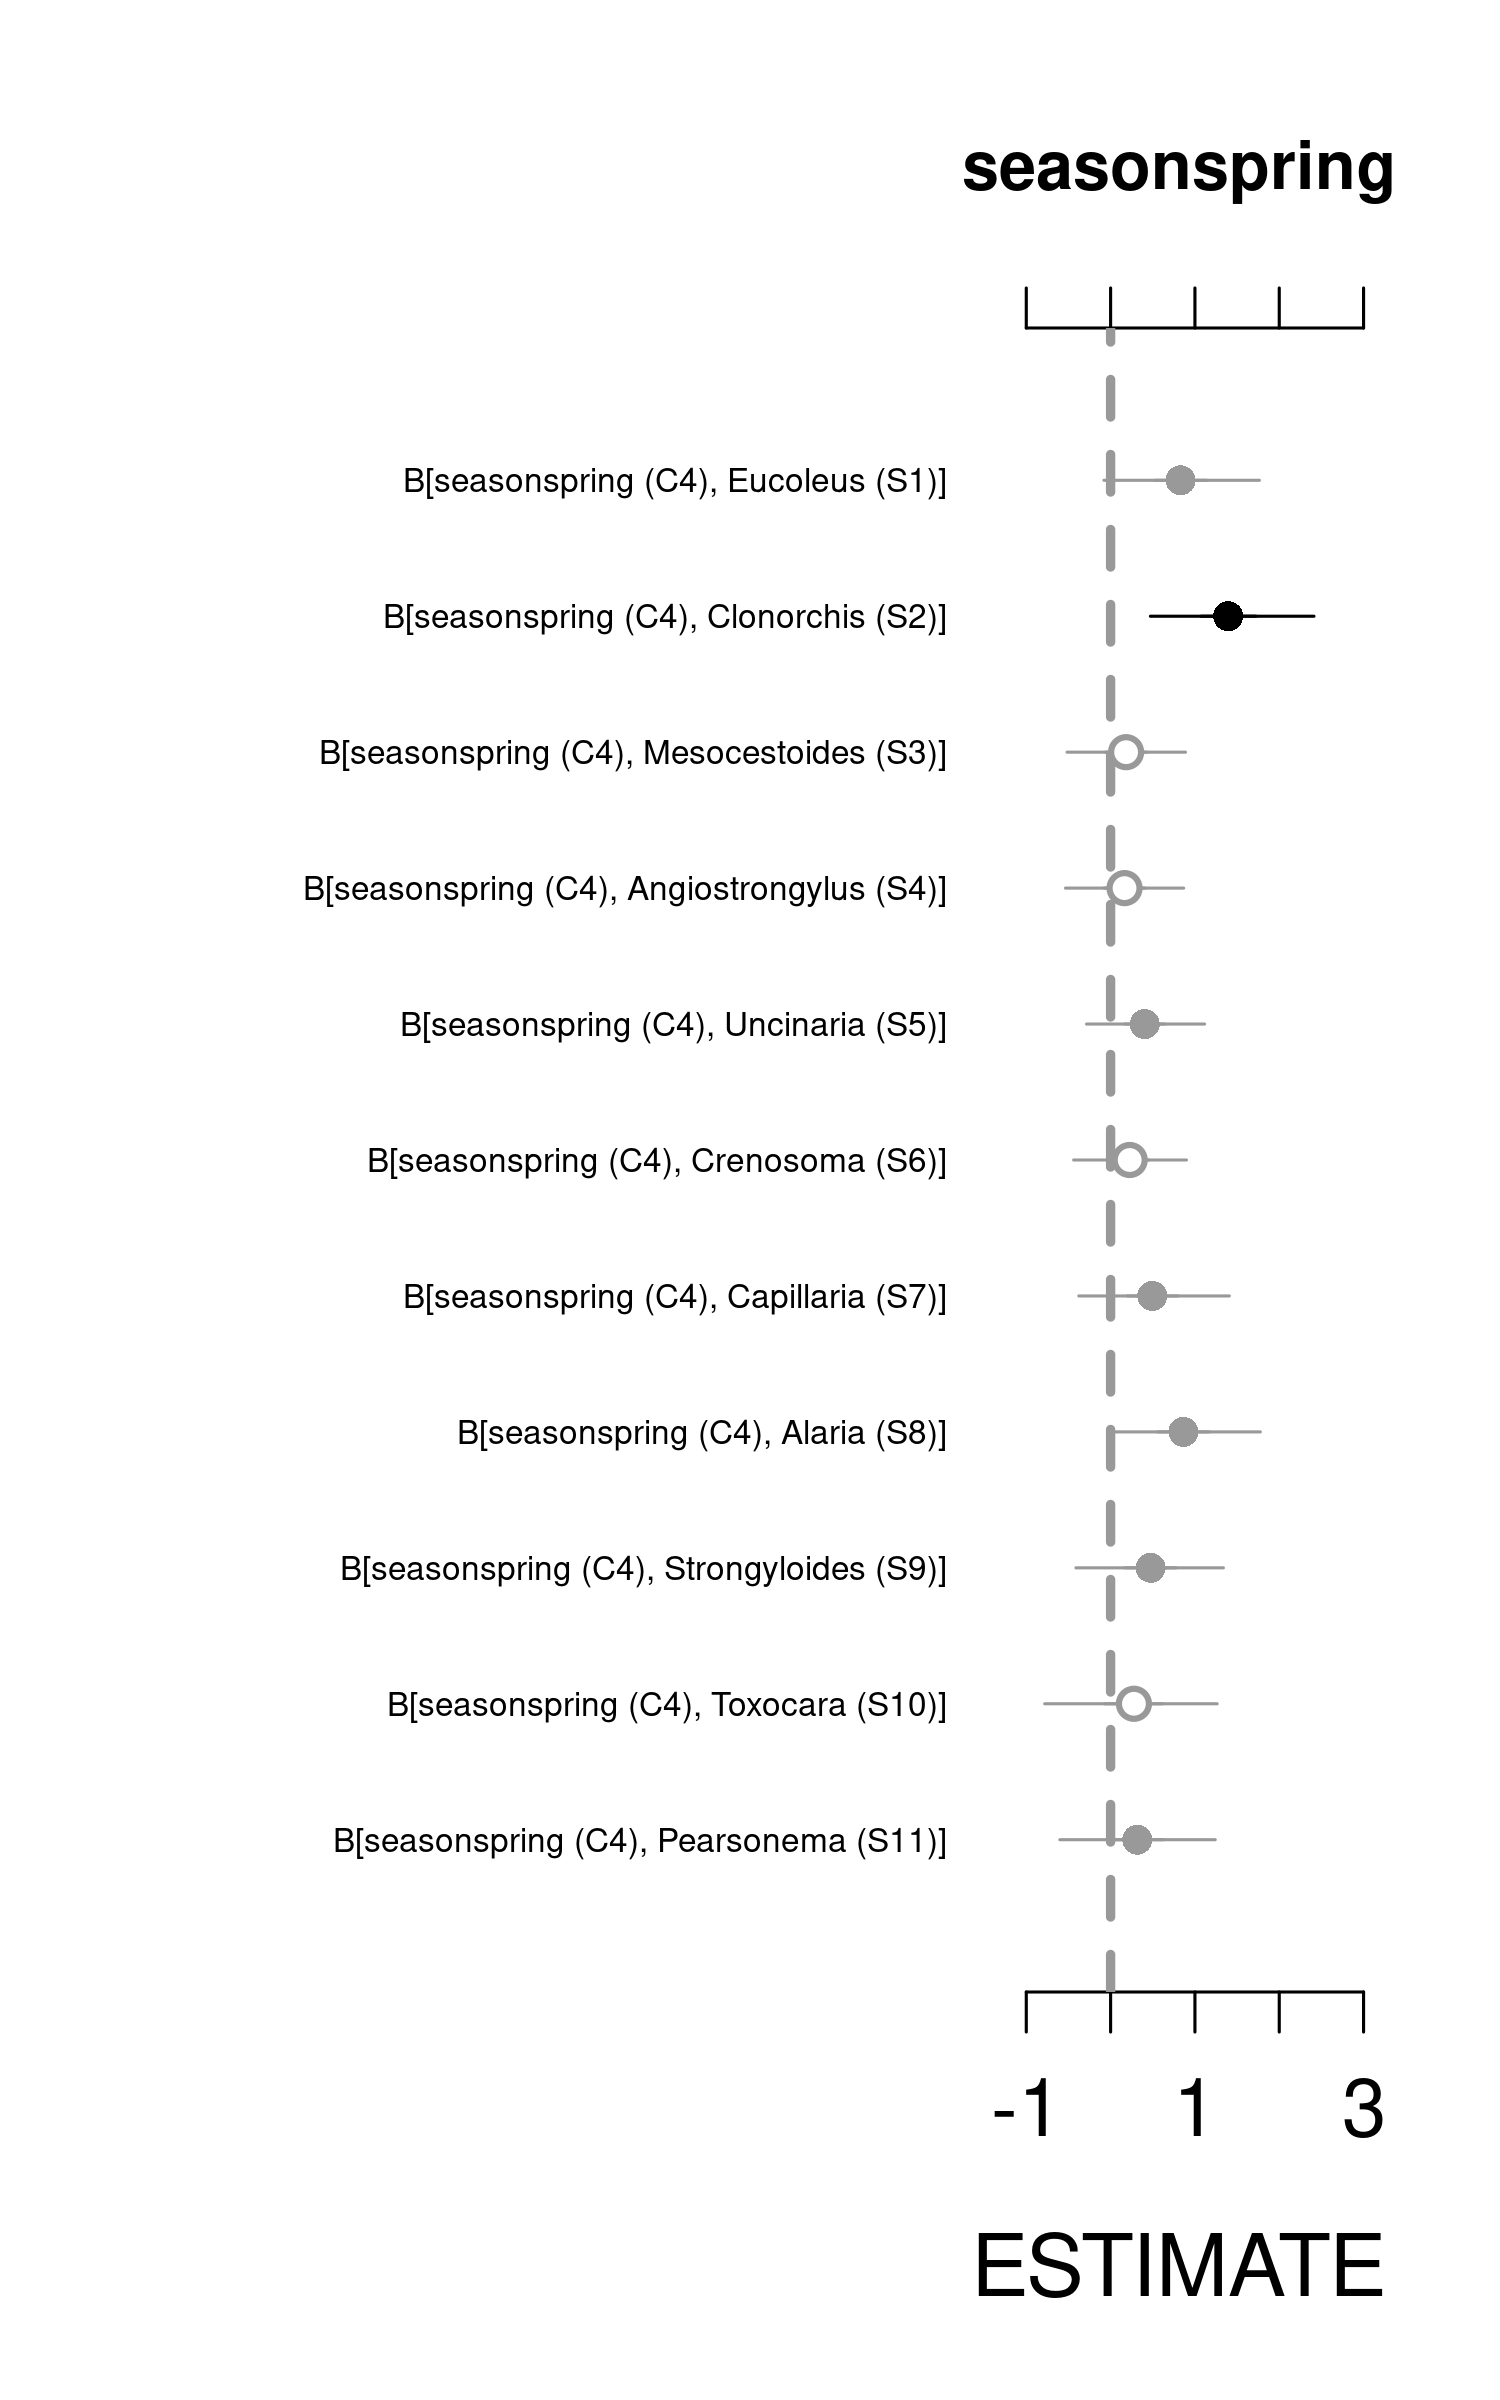 seasonspring
B[seasonspring (C4), Eucoleus (S1)]
B[seasonspring (C4), Clonorchis (S2)]
B[seasonspring (C4), Mesocestoides (S3)]
B[seasonspring (C4), Angiostrongylus (S4)]
B[seasonspring (C4), Uncinaria (S5)]
B[seasonspring (C4), Crenosoma (S6)]
B[seasonspring (C4), Capillaria (S7)]
B[seasonspring (C4), Alaria (S8)]
B[seasonspring (C4), Strongyloides (S9)]
B[seasonspring (C4), Toxocara (S10)]
B[seasonspring (C4), Pearsonema (S11)]
-1 1 3
ESTIMATE